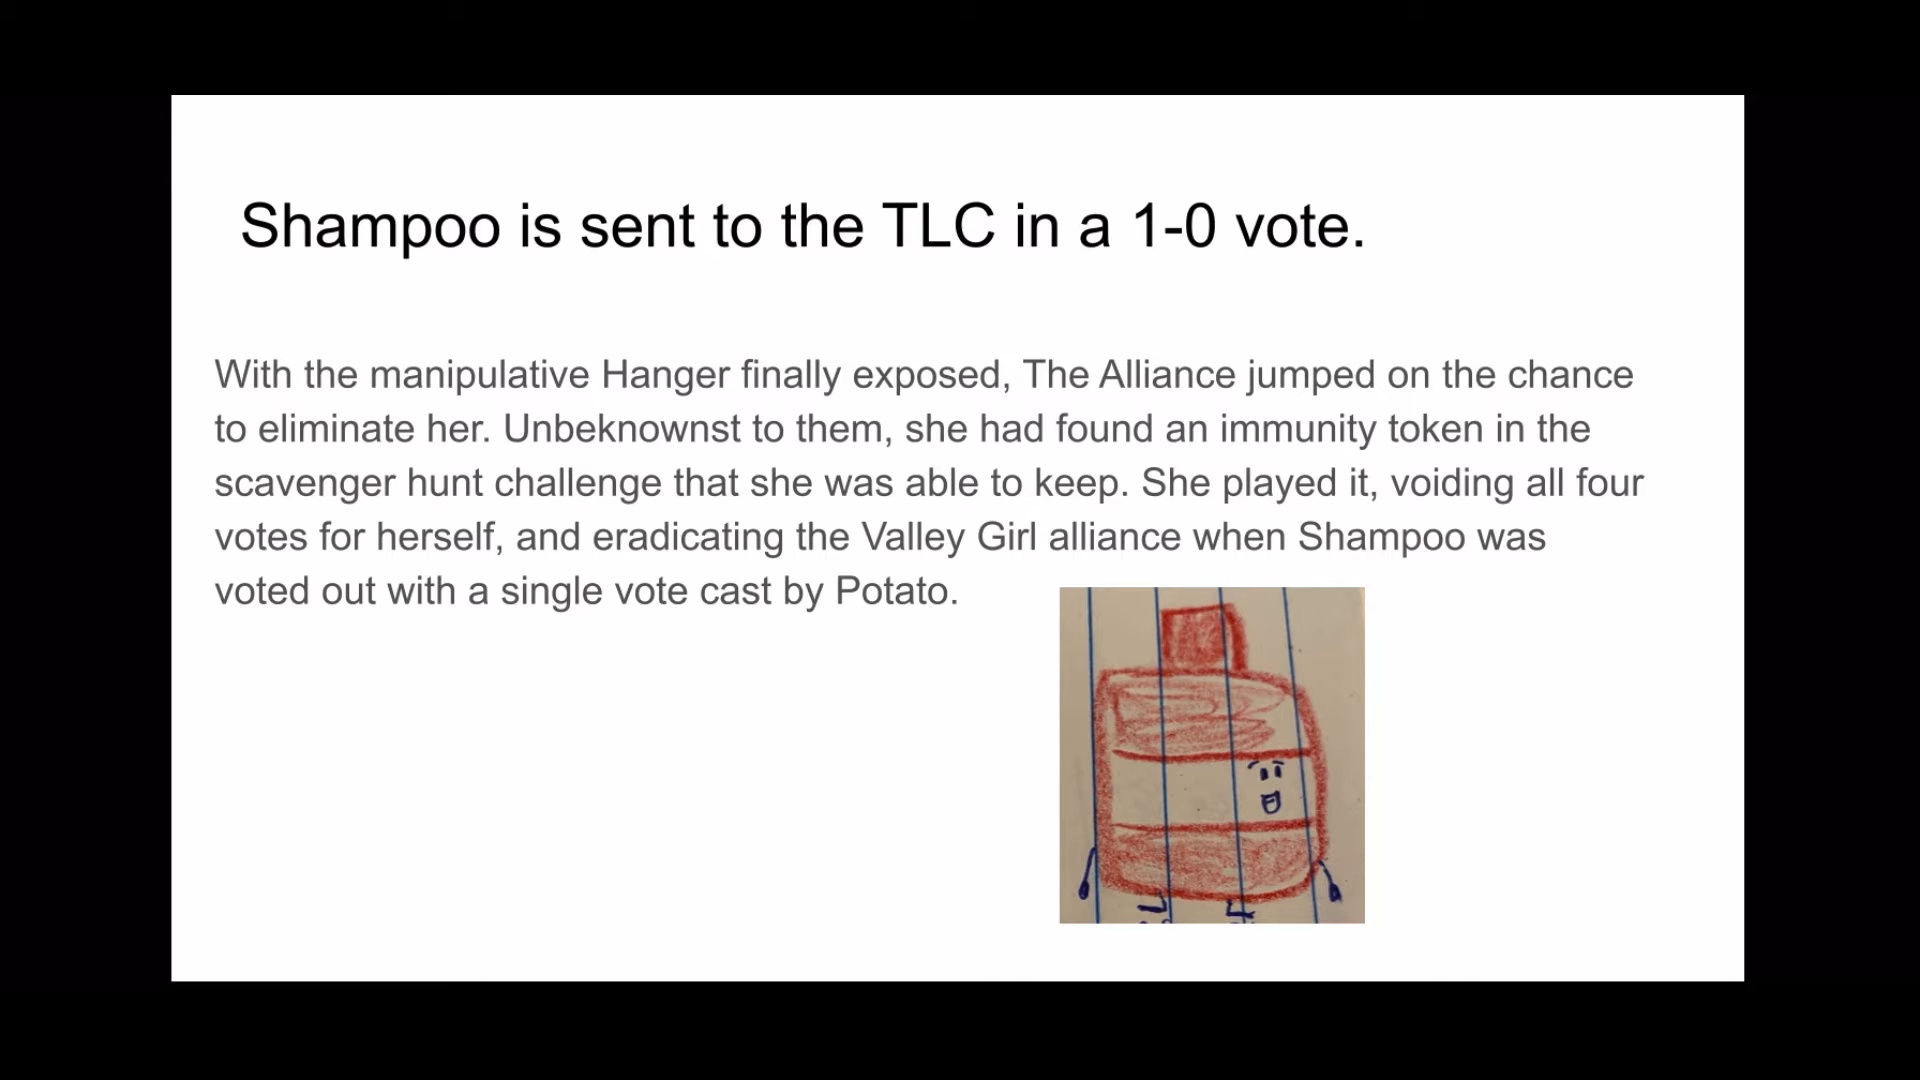 Shampoo is sent to the TLC in a 1-0 vote.
With the manipulative Hanger finally exposed, The Alliance jumped on the chance
to eliminate her. Unbeknownst to them, she had found an immunity token in the
scavenger hunt challenge that she was able to keep. She played it, voiding all four
votes for herself, and eradicating the Valley Girl alliance when Shampoo was
voted out with a single vote cast by Potato.